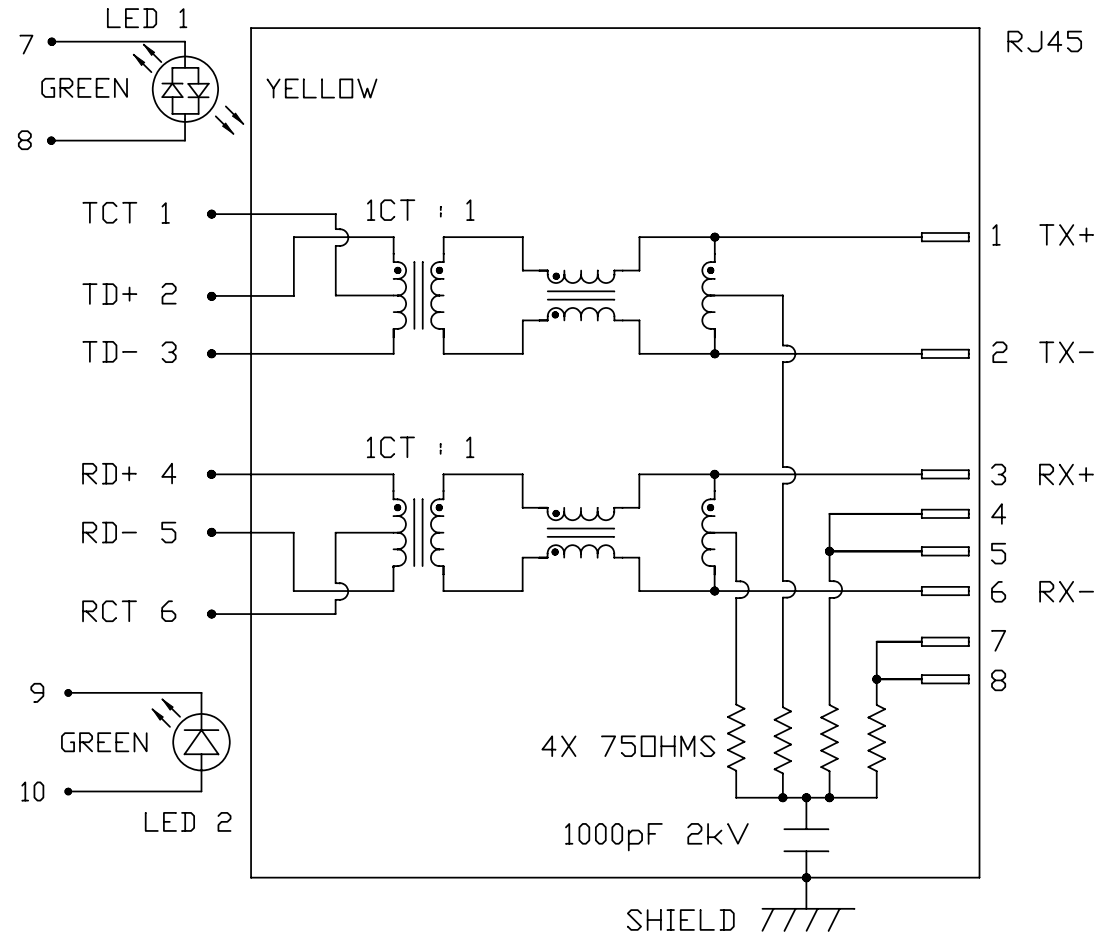 LED 1
RJ45
7
GREEN
YELLOW
8
TCT 1
1CT : 1
1 TX+
TD+ 2
TD- 3
2 TX-
1CT : 1
RD+ 4
3 RX+
4
RD- 5
5
6 RX-
RCT 6
7
8
9
GREEN
4X 75OHMS
10
LED 2
1000pF 2kV
SHIELD